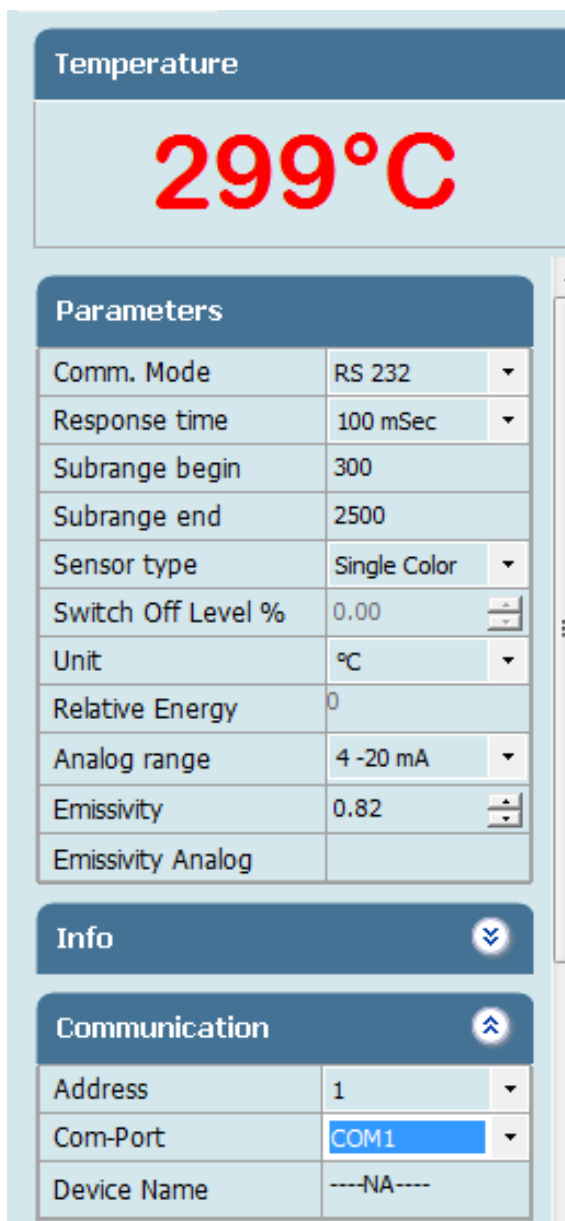 Temperature
299°C
Parameters
Comm. Mode RS 232
Response time 100 mSec
Subrange begin 300
Subrange end 2500
Sensor type Single Color
Switch Off Level % 0.00
Unit ºC
Relative Energy 0
Analog range 4 -20 mA
Emissivity 0.82
Emissivity Analog
Info
Communication
Address 1
Com-Port COM1
Device Name ----NA----